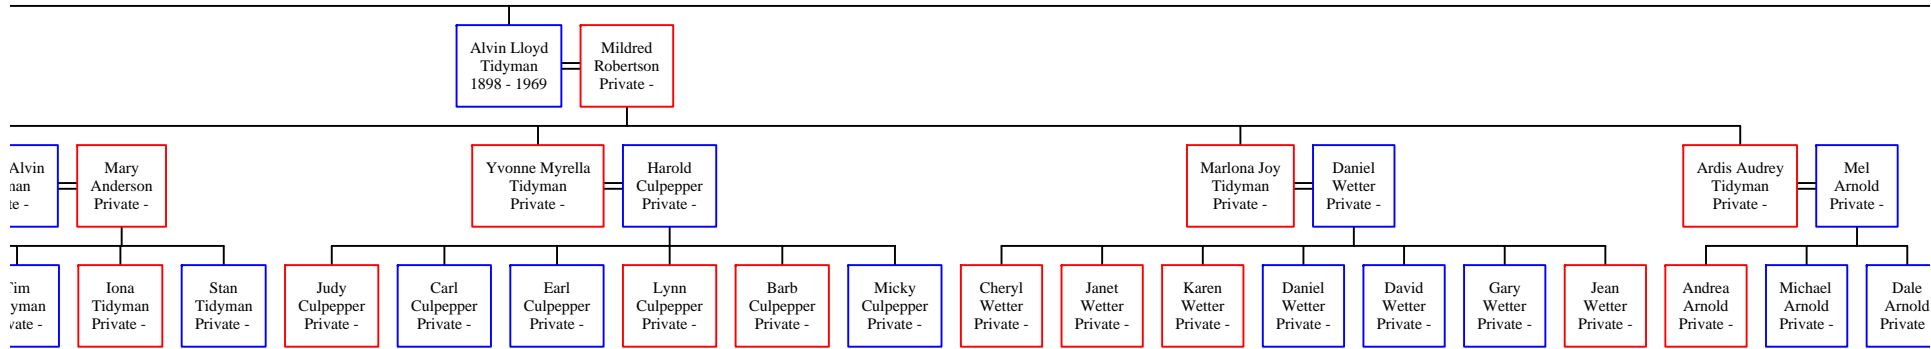 Alvin Lloyd
Tidyman
1898 - 1969
Mildred
Robertson
Private -
Alvin
Mary
Anderson
Private -
Yvonne Myrella
Tidyman
Private -
Harold
Culpepper
Private -
Marlona Joy
Tidyman
Private -
Daniel
Wetter
Private -
Ardis Audrey
Tidyman
Private -
Mel
Arnold
Private -
Iona
Tidyman
Private -
Stan
Tidyman
Private -
Judy
Culpepper
Private -
Carl
Culpepper
Private -
Earl
Culpepper
Private -
Lynn
Culpepper
Private -
Barb
Culpepper
Private -
Micky
Culpepper
Private -
Cheryl
Wetter
Private -
Janet
Wetter
Private -
Karen
Wetter
Private -
Daniel
Wetter
Private -
David
Wetter
Private -
Gary
Wetter
Private -
Jean
Wetter
Private -
Andrea
Arnold
Private -
Michael
Arnold
Private -
Dale
Arnold
Private